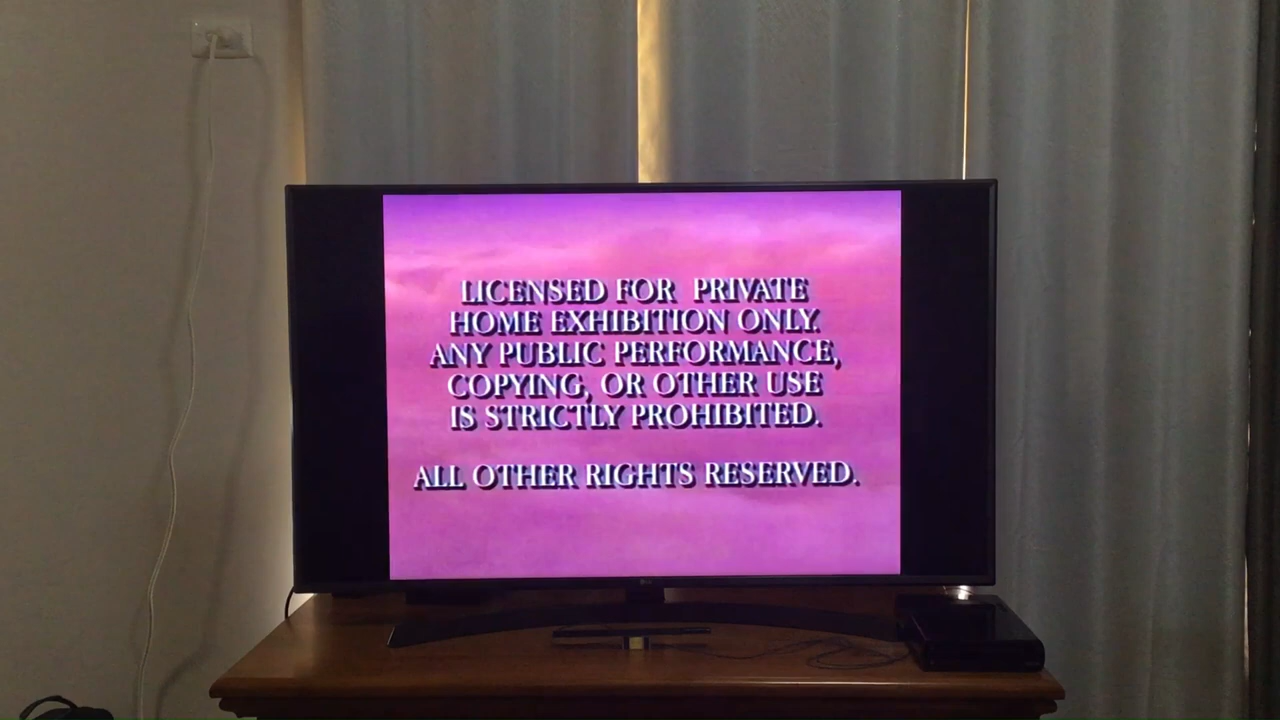 LICENSED FOR PRIVATE
HOME EXHIBITION ONLY.
ANY PUBLIC PERFORMANCE,
COPYING, OR OTHER USE
IS STRICTLY PROHIBITED.
ALL OTHER RIGHTS RESERVED.